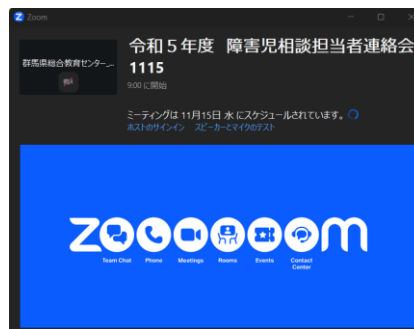 Zoom
群馬県総合教育センター...
令和５年度 障害児相談担当者連絡会
1115
9:00 に開始
ミーティングは 11月15日 水 にスケジュールされています。
ホストのサインイン スピーカーとマイクのテスト
ZOOOOOM
Team Chat Phone Meetings Rooms Events Contact Center